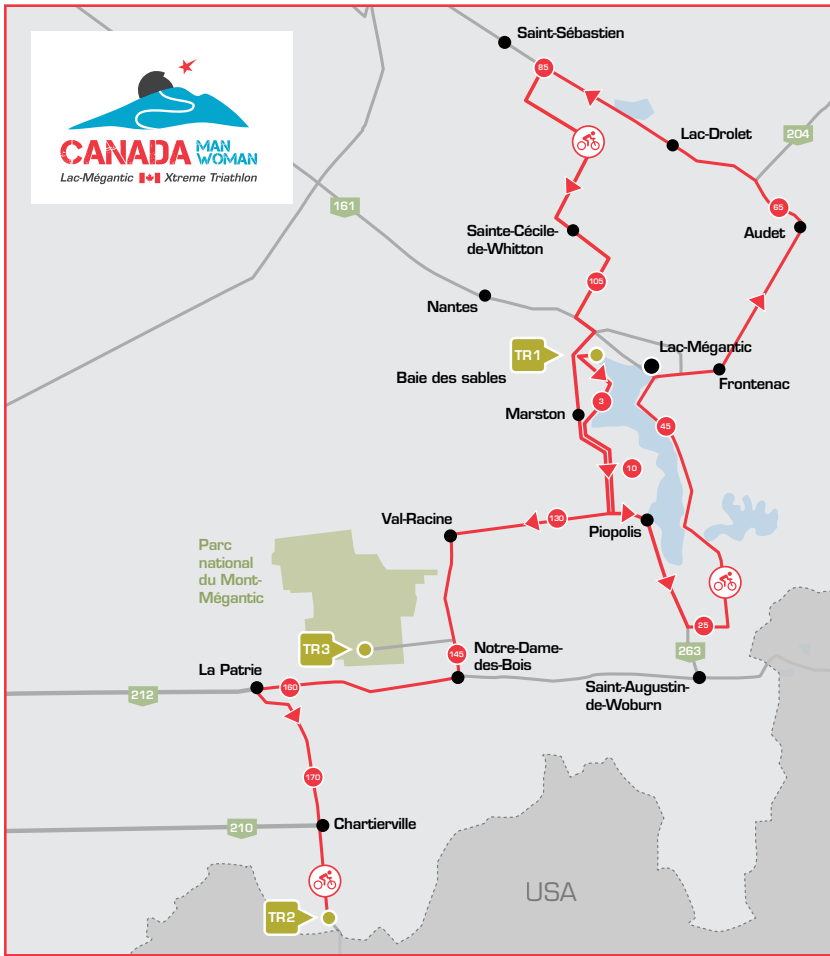 CANADA MAN
WOMAN
Lac-Mégantic Xtreme Triathlon
Saint-Sébastien
85
Lac-Drolet
204
65
Audet
161
Sainte-Cécile-
de-Whitton
105
Nantes
TR1
Lac-Mégantic
Baie des sables
Frontenac
3
Marston
45
10
Val-Racine
130
Piopolis
Parc
national
du Mont-
Mégantic
25
263
TR3
145
Notre-Dame-
des-Bois
La Patrie
160
212
Saint-Augustin-
de-Woburn
170
210
Chartierville
USA
TR2